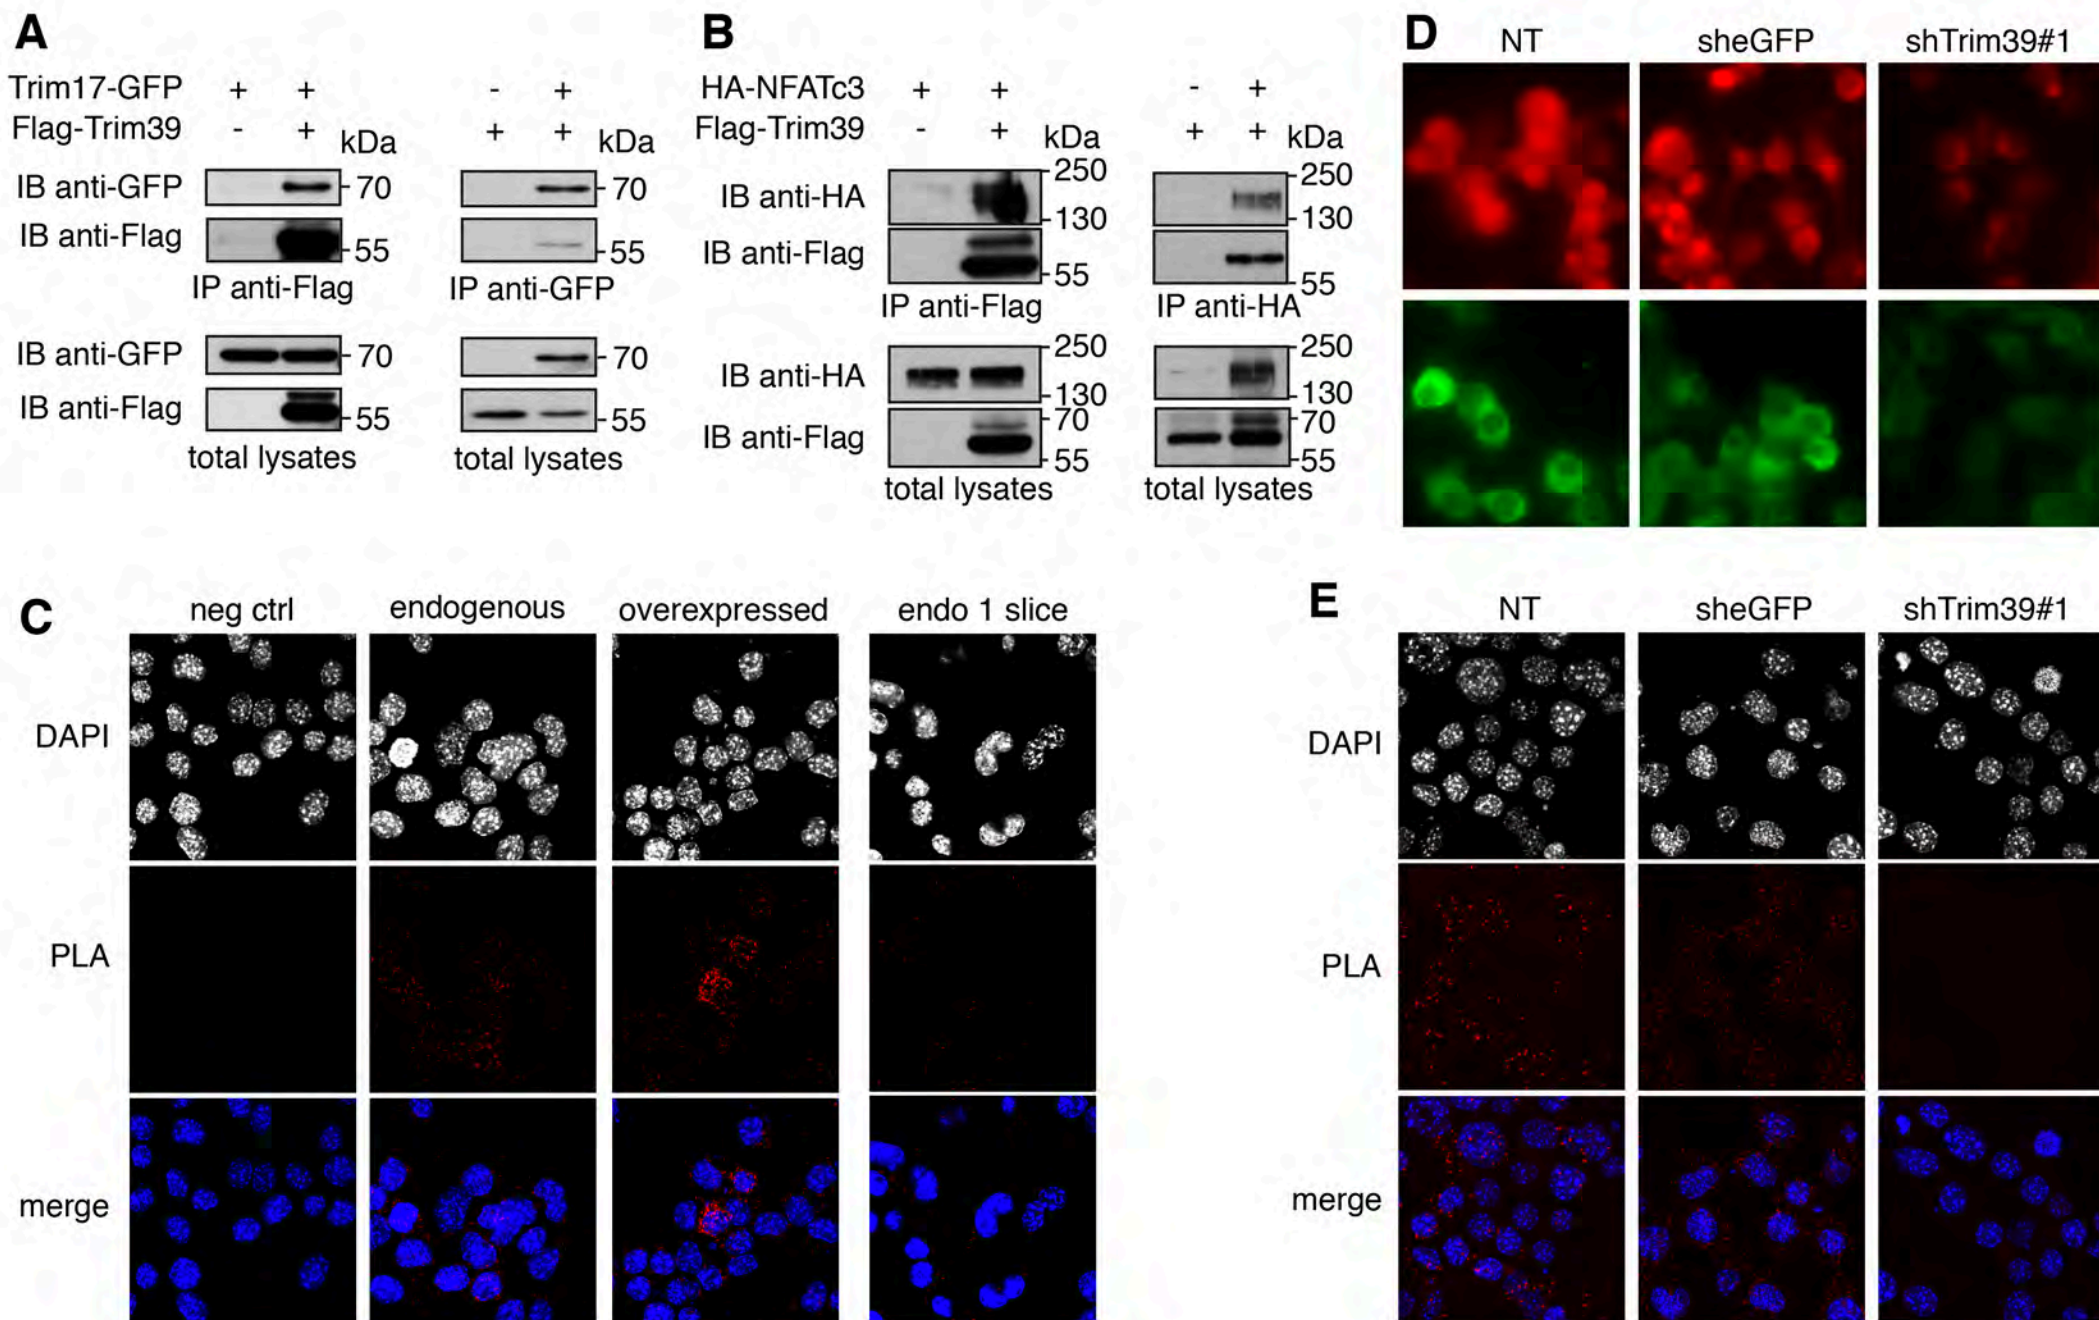 A
Trim17-GFP + + - +
Flag-Trim39 - + + +
kDa kDa
IB anti-GFP -70 -70
IB anti-Flag -55 -55
IP anti-Flag IP anti-GFP
IB anti-GFP -70 -70
IB anti-Flag -55 -55
total lysates total lysates
B
HA-NFATc3 + + - +
Flag-Trim39 - + + +
kDa kDa
250 250
IB anti-HA
130 130
IB anti-Flag
55 55
IP anti-Flag IP anti-HA
250 250
IB anti-HA
130 130
70 70
IB anti-Flag
55 55
total lysates total lysates
D
NT sheGFP shTrim39#1
C
neg ctrl endogenous overexpressed endo 1 slice
DAPI
PLA
merge
E
NT sheGFP shTrim39#1
DAPI
PLA
merge